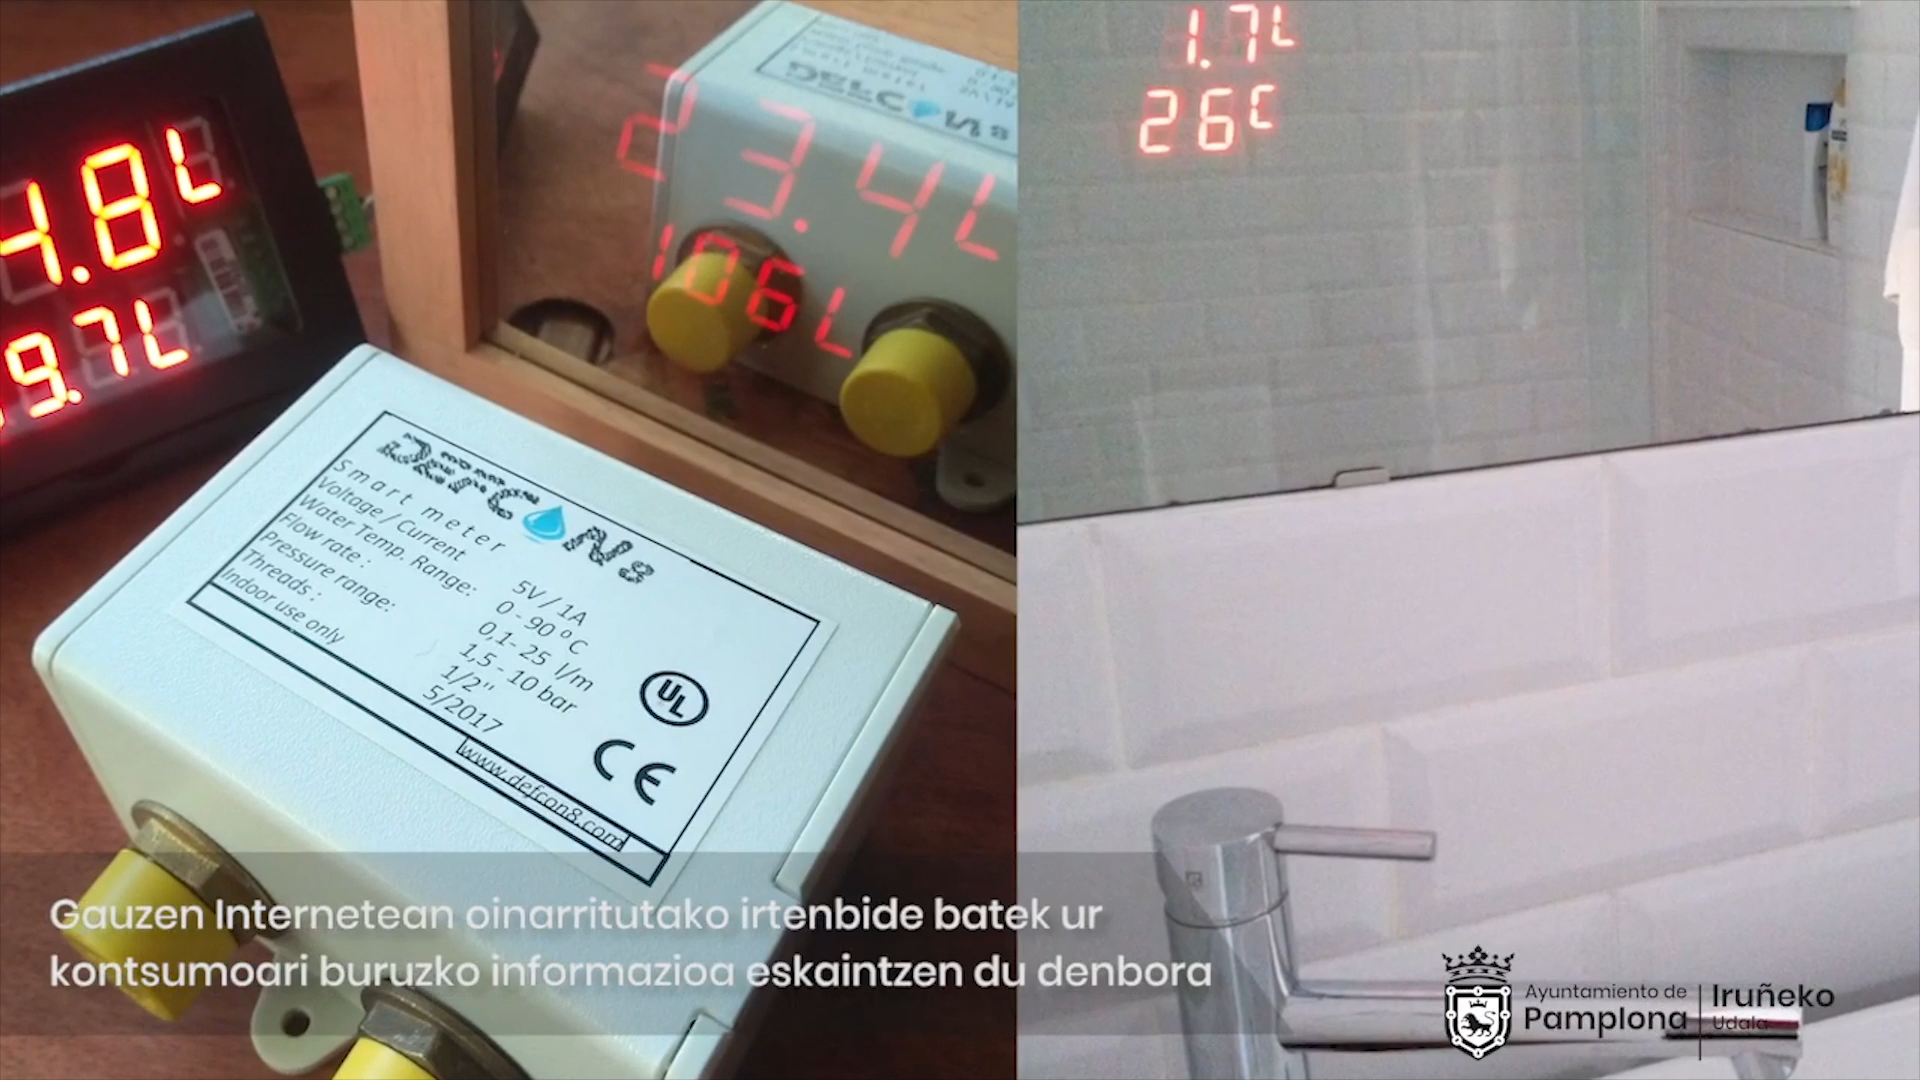 1.8L
9.7L
23.4L
106L
1.7L
26C
DEFCON8
Smart meter
Voltage / Current 5V / 1A
Water Temp. Range: 0 - 90 ºC
Flow rate : 0,1- 25 l/m
Pressure range: 1,5 - 10 bar
Threads : 1/2"
Indoor use only 5/2017
UL
CE
www.defcon8.com
Gauzen Internetean oinarritutako irtenbide batek ur
kontsumoari buruzko informazioa eskaintzen du denbora
Ayuntamiento de
Pamplona
Iruñeko
Udala